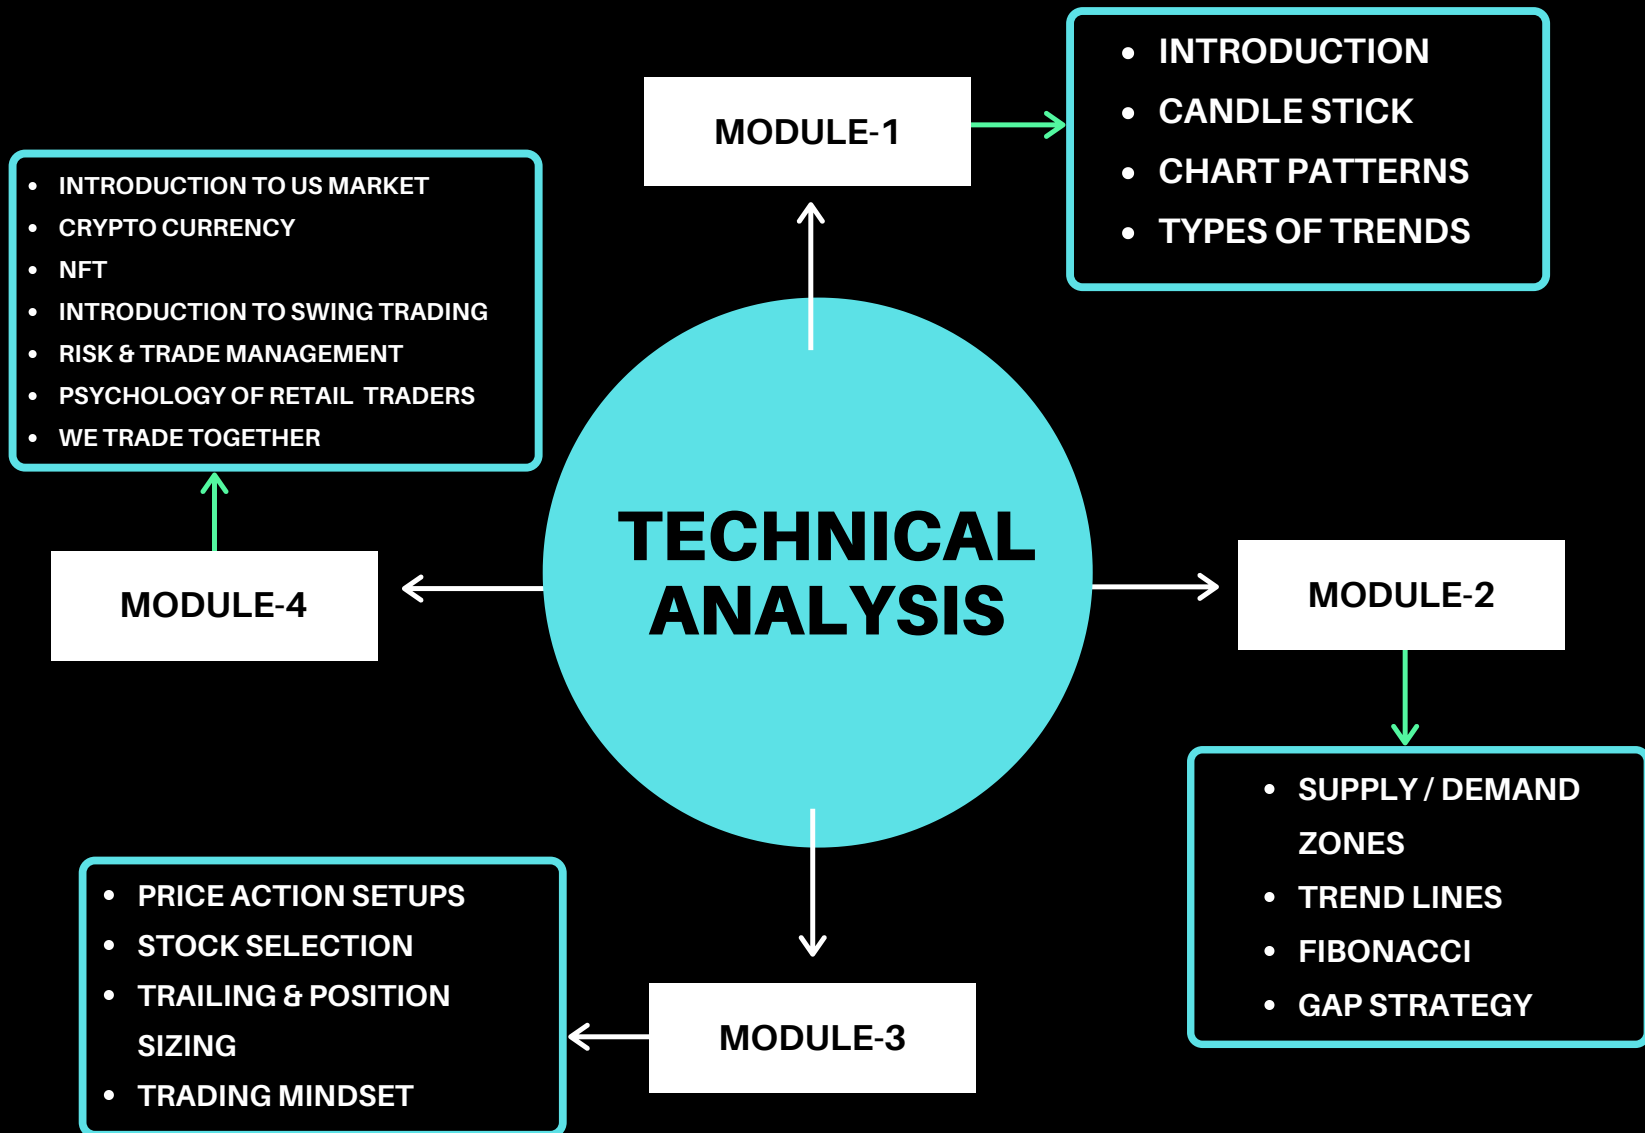 TECHNICAL
ANALYSIS
MODULE-1
• INTRODUCTION
• CANDLE STICK
• CHART PATTERNS
• TYPES OF TRENDS
MODULE-2
• SUPPLY / DEMAND
ZONES
• TREND LINES
• FIBONACCI
• GAP STRATEGY
MODULE-3
• PRICE ACTION SETUPS
• STOCK SELECTION
• TRAILING & POSITION
SIZING
• TRADING MINDSET
MODULE-4
• INTRODUCTION TO US MARKET
• CRYPTO CURRENCY
• NFT
• INTRODUCTION TO SWING TRADING
• RISK & TRADE MANAGEMENT
• PSYCHOLOGY OF RETAIL TRADERS
• WE TRADE TOGETHER